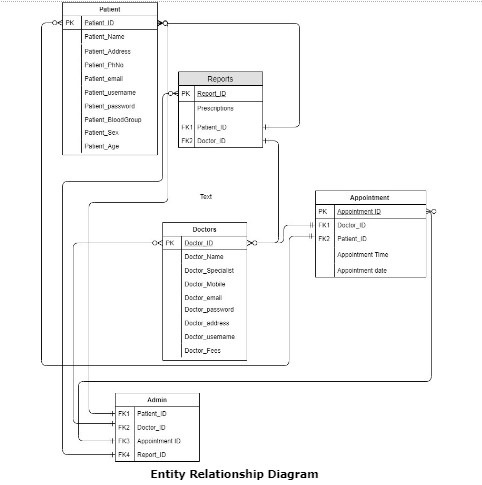 Patient
PK Patient_ID
Patient_Name
Patient_Address
Patient_PhNo
Patient_email
Patient_username
Patient_password
Patient_BloodGroup
Patient_Sex
Patient_Age
Reports
PK Report_ID
Prescriptions
FK1 Patient_ID
FK2 Doctor_ID
Text
Appointment
PK Appointment ID
FK1 Doctor_ID
FK2 Patient_ID
Appointment Time
Appointment date
Doctors
PK Doctor_ID
Doctor_Name
Doctor_Specialist
Doctor_Mobile
Doctor_email
Doctor_password
Doctor_address
Doctor_username
Doctor_Fees
Admin
FK1 Patient_ID
FK2 Doctor_ID
FK3 Appointment ID
FK4 Report_ID
Entity Relationship Diagram